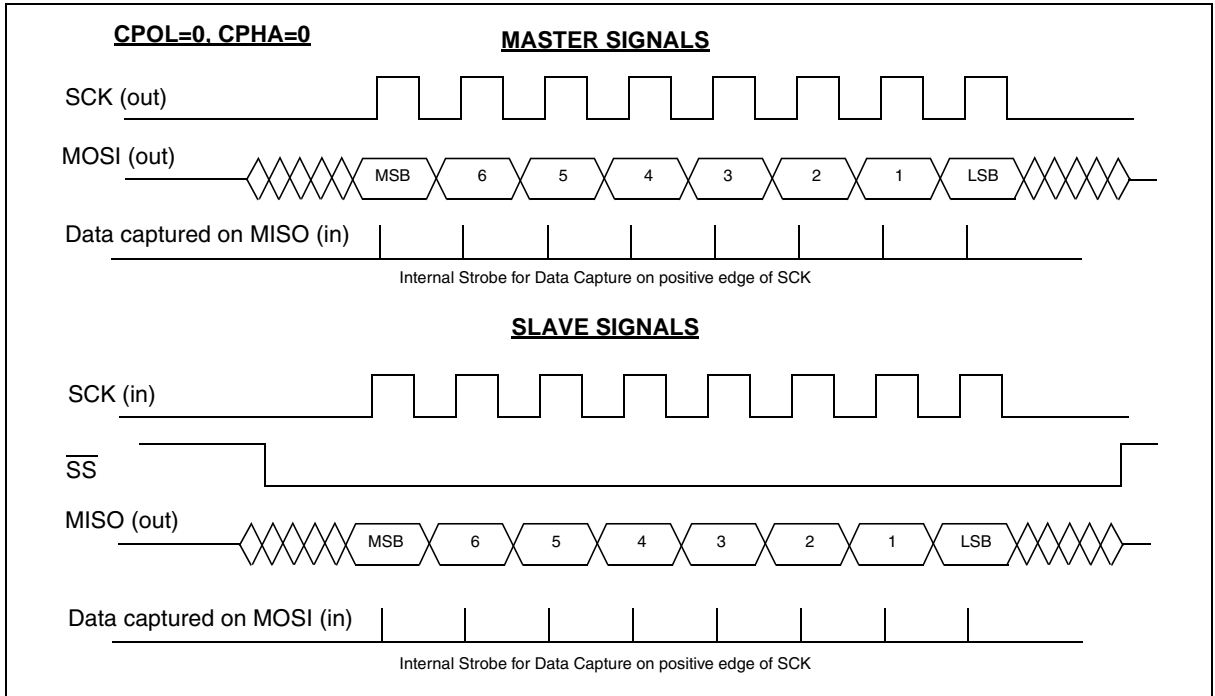 CPOL=0, CPHA=0
MASTER SIGNALS
SCK (out)
MOSI (out)
MSB 6 5 4 3 2 1 LSB
Data captured on MISO (in)
Internal Strobe for Data Capture on positive edge of SCK
SLAVE SIGNALS
SCK (in)
SS
MISO (out)
MSB 6 5 4 3 2 1 LSB
Data captured on MOSI (in)
Internal Strobe for Data Capture on positive edge of SCK